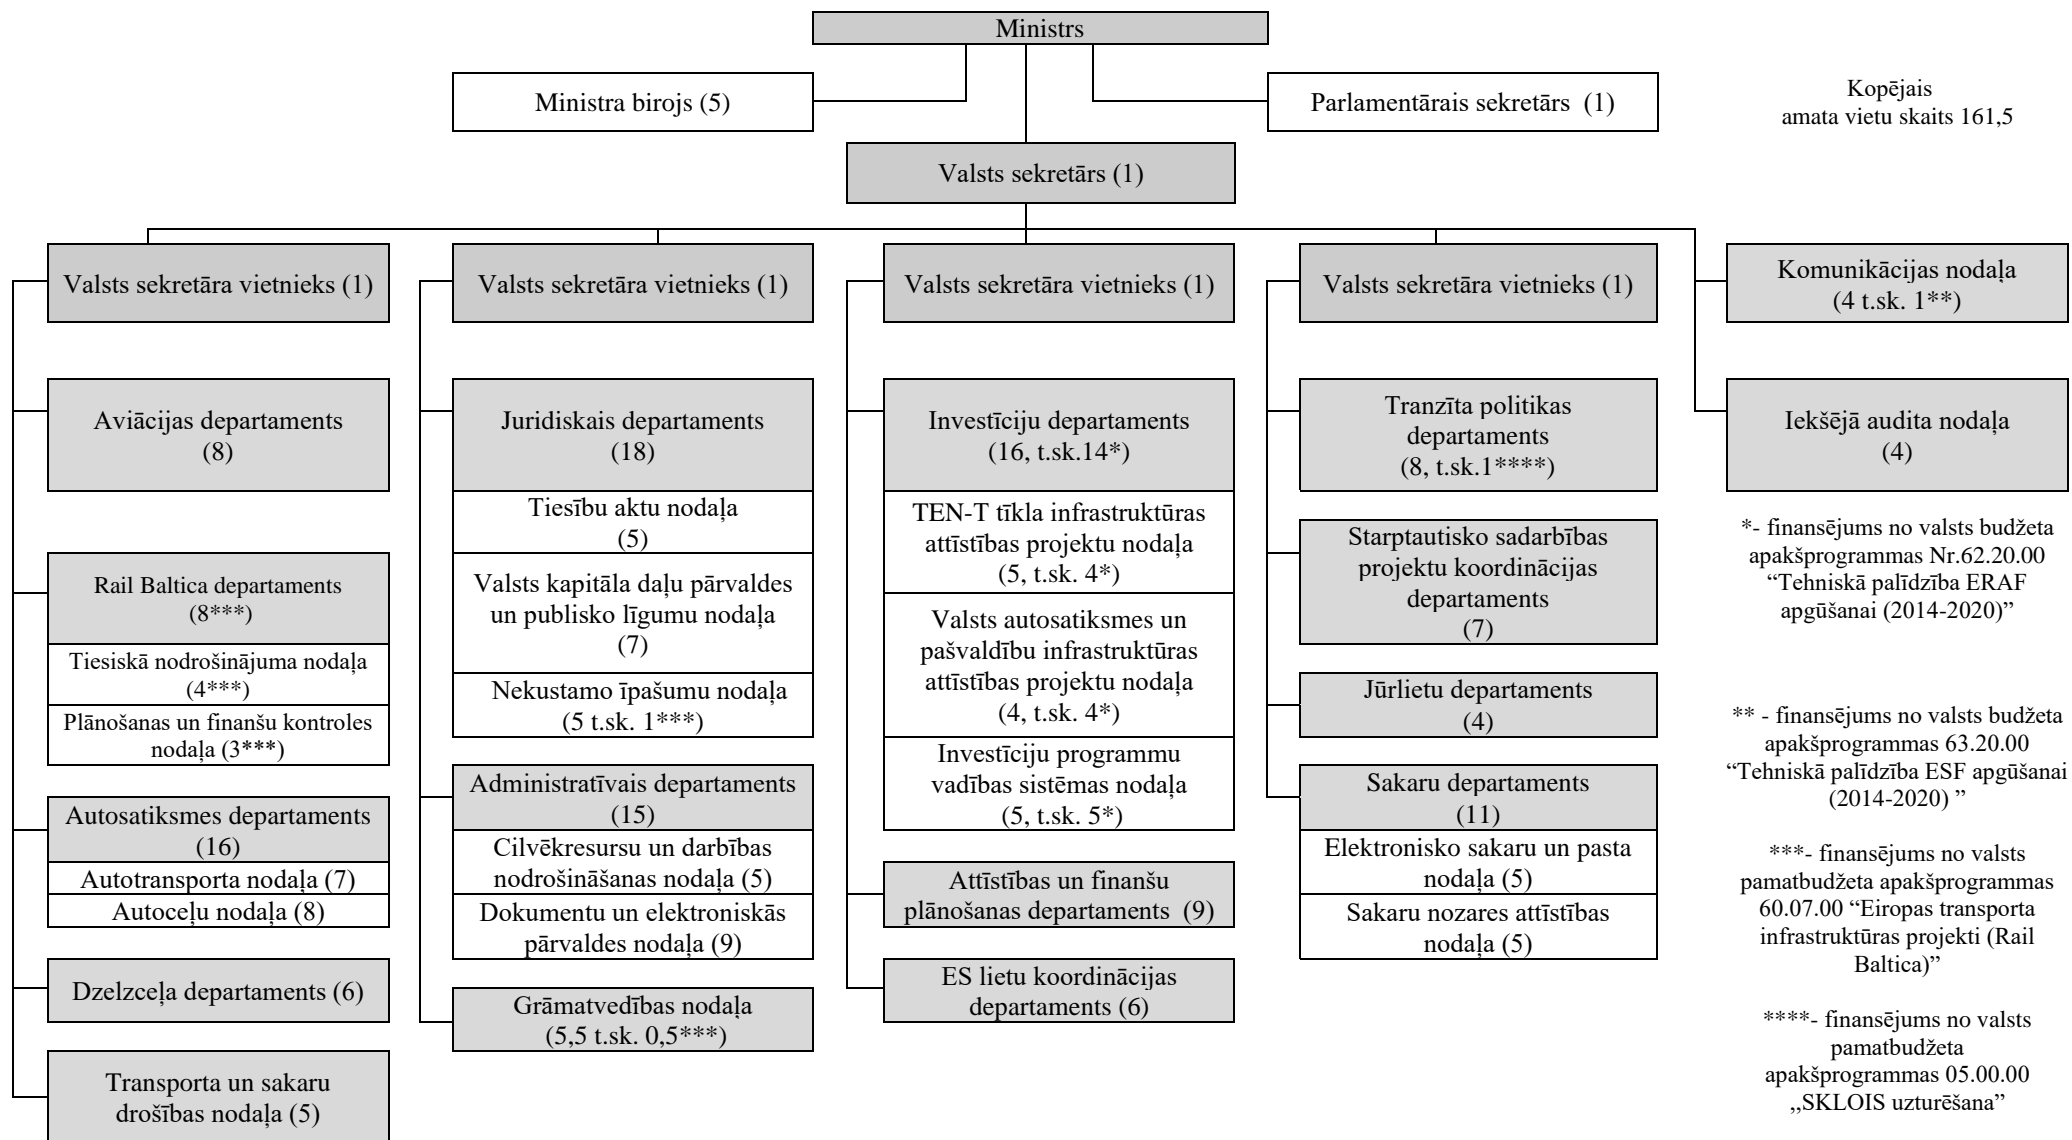 Ministrs
Ministra birojs (5)
Parlamentārais sekretārs (1)
Kopējais
amata vietu skaits 161,5
Valsts sekretārs (1)
Valsts sekretāra vietnieks (1)
Aviācijas departaments
(8)
Rail Baltica departaments
(8***)
Tiesiskā nodrošinājuma nodaļa
(4***)
Plānošanas un finanšu kontroles
nodaļa (3***)
Autosatiksmes departaments
(16)
Autotransporta nodaļa (7)
Autoceļu nodaļa (8)
Dzelzceļa departaments (6)
Transporta un sakaru
drošības nodaļa (5)
Valsts sekretāra vietnieks (1)
Juridiskais departaments
(18)
Tiesību aktu nodaļa
(5)
Valsts kapitāla daļu pārvaldes
un publisko līgumu nodaļa
(7)
Nekustamo īpašumu nodaļa
(5 t.sk. 1***)
Administratīvais departaments
(15)
Cilvēkresursu un darbības
nodrošināšanas nodaļa (5)
Dokumentu un elektroniskās
pārvaldes nodaļa (9)
Grāmatvedības nodaļa
(5,5 t.sk. 0,5***)
Valsts sekretāra vietnieks (1)
Investīciju departaments
(16, t.sk.14*)
TEN-T tīkla infrastruktūras
attīstības projektu nodaļa
(5, t.sk. 4*)
Valsts autosatiksmes un
pašvaldību infrastruktūras
attīstības projektu nodaļa
(4, t.sk. 4*)
Investīciju programmu
vadības sistēmas nodaļa
(5, t.sk. 5*)
Attīstības un finanšu
plānošanas departaments (9)
ES lietu koordinācijas
departaments (6)
Valsts sekretāra vietnieks (1)
Tranzīta politikas
departaments
(8, t.sk.1****)
Starptautisko sadarbības
projektu koordinācijas
departaments
(7)
Jūrlietu departaments
(4)
Sakaru departaments
(11)
Elektronisko sakaru un pasta
nodaļa (5)
Sakaru nozares attīstības
nodaļa (5)
Komunikācijas nodaļa
(4 t.sk. 1**)
Iekšējā audita nodaļa
(4)
*- finansējums no valsts budžeta
apakšprogrammas Nr.62.20.00
“Tehniskā palīdzība ERAF
apgūšanai (2014-2020)”
** - finansējums no valsts budžeta
apakšprogrammas 63.20.00
“Tehniskā palīdzība ESF apgūšanai
(2014-2020) ”
***- finansējums no valsts
pamatbudžeta apakšprogrammas
60.07.00 “Eiropas transporta
infrastruktūras projekti (Rail
Baltica)”
****- finansējums no valsts
pamatbudžeta
apakšprogrammas 05.00.00
,,SKLOIS uzturēšana”